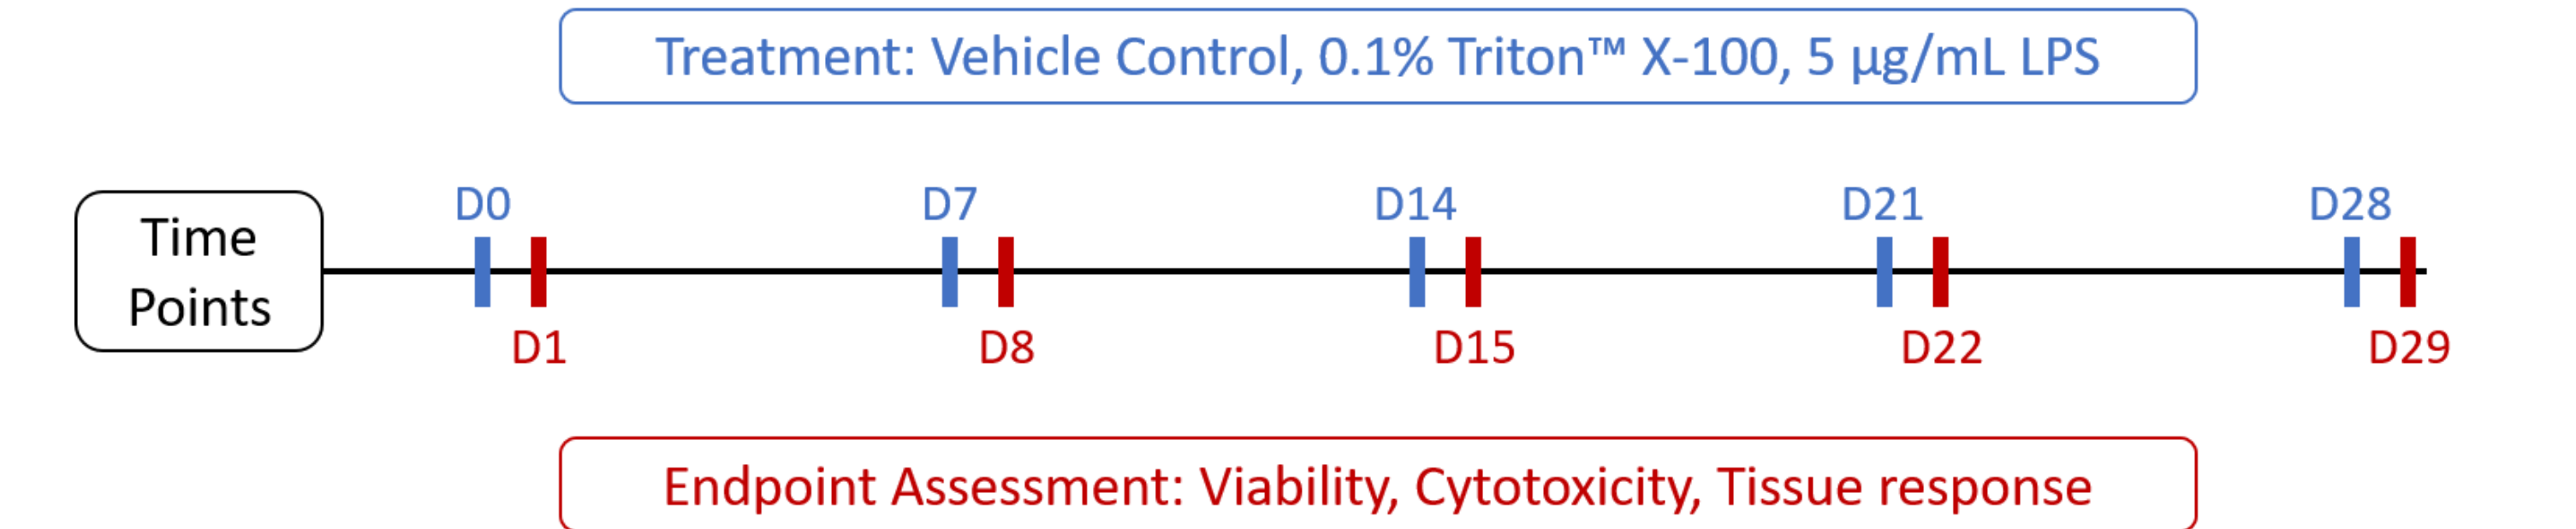 Treatment: Vehicle Control, 0.1% Triton™ X-100, 5 µg/mL LPS
D0 D7 D14 D21 D28
Time
Points
D1 D8 D15 D22 D29
Endpoint Assessment: Viability, Cytotoxicity, Tissue response